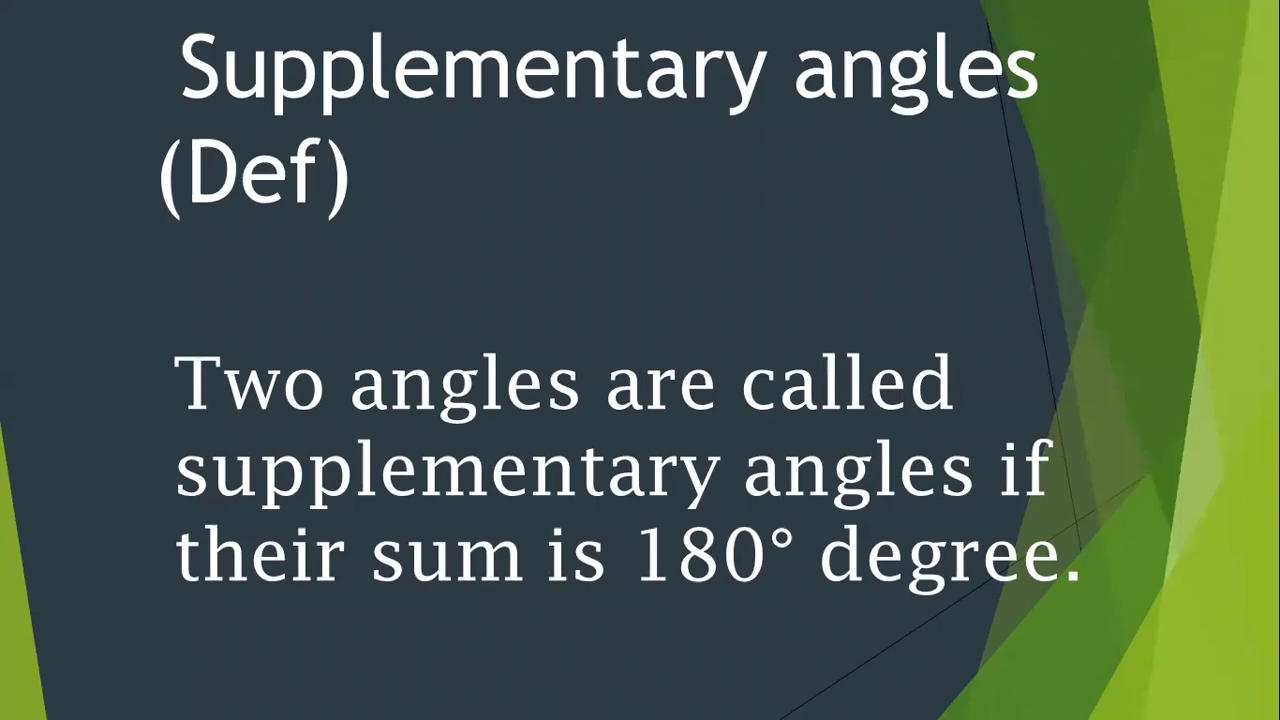 Supplementary angles
(Def)
Two angles are called
supplementary angles if
their sum is 180° degree.